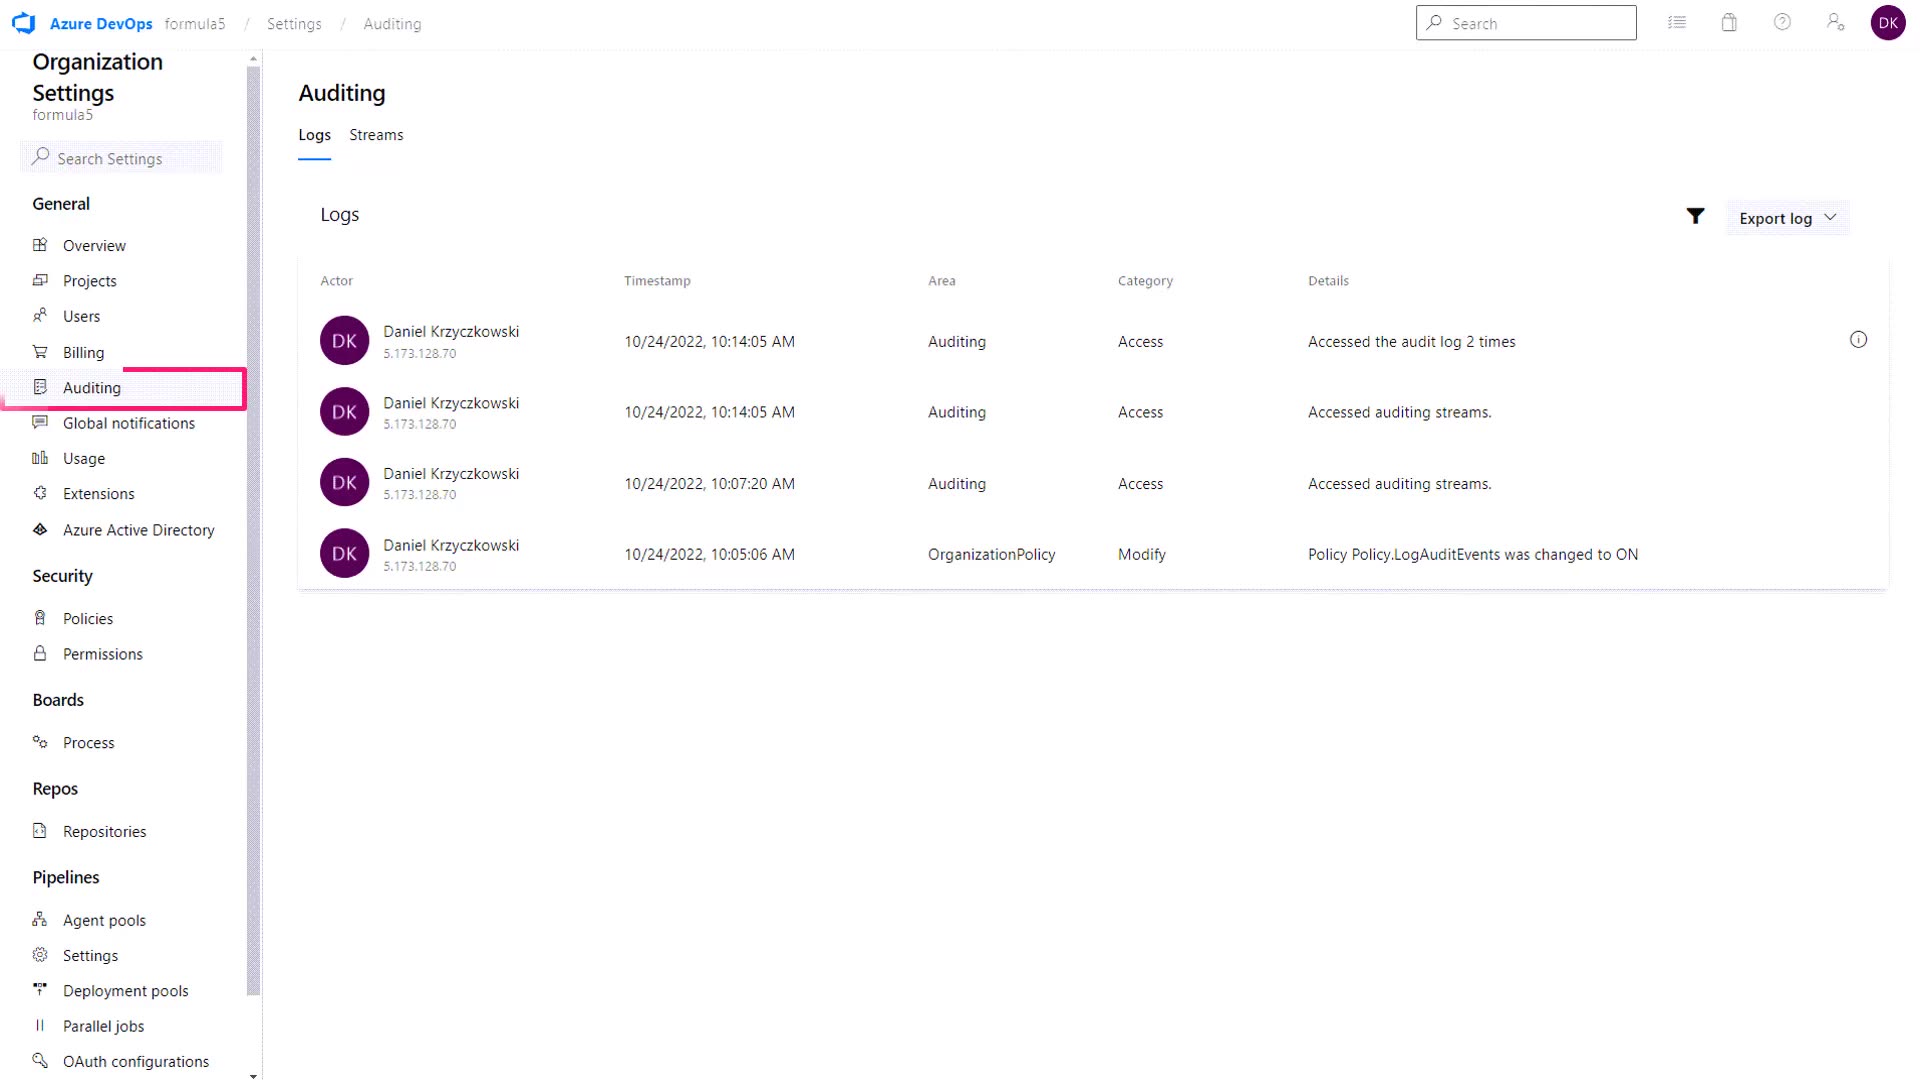 Azure DevOps formula5 / Settings / Auditing Search DK
Organization
Settings
formula5
Search Settings
General
Overview
Projects
Users
Billing
Auditing
Global notifications
Usage
Extensions
Azure Active Directory
Security
Policies
Permissions
Boards
Process
Repos
Repositories
Pipelines
Agent pools
Settings
Deployment pools
Parallel jobs
OAuth configurations
Auditing
Logs Streams
Logs Export log
Actor Timestamp Area Category Details
DK Daniel Krzyczkowski 10/24/2022, 10:14:05 AM Auditing Access Accessed the audit log 2 times
5.173.128.70
DK Daniel Krzyczkowski 10/24/2022, 10:14:05 AM Auditing Access Accessed auditing streams.
5.173.128.70
DK Daniel Krzyczkowski 10/24/2022, 10:07:20 AM Auditing Access Accessed auditing streams.
5.173.128.70
DK Daniel Krzyczkowski 10/24/2022, 10:05:06 AM OrganizationPolicy Modify Policy Policy.LogAuditEvents was changed to ON
5.173.128.70